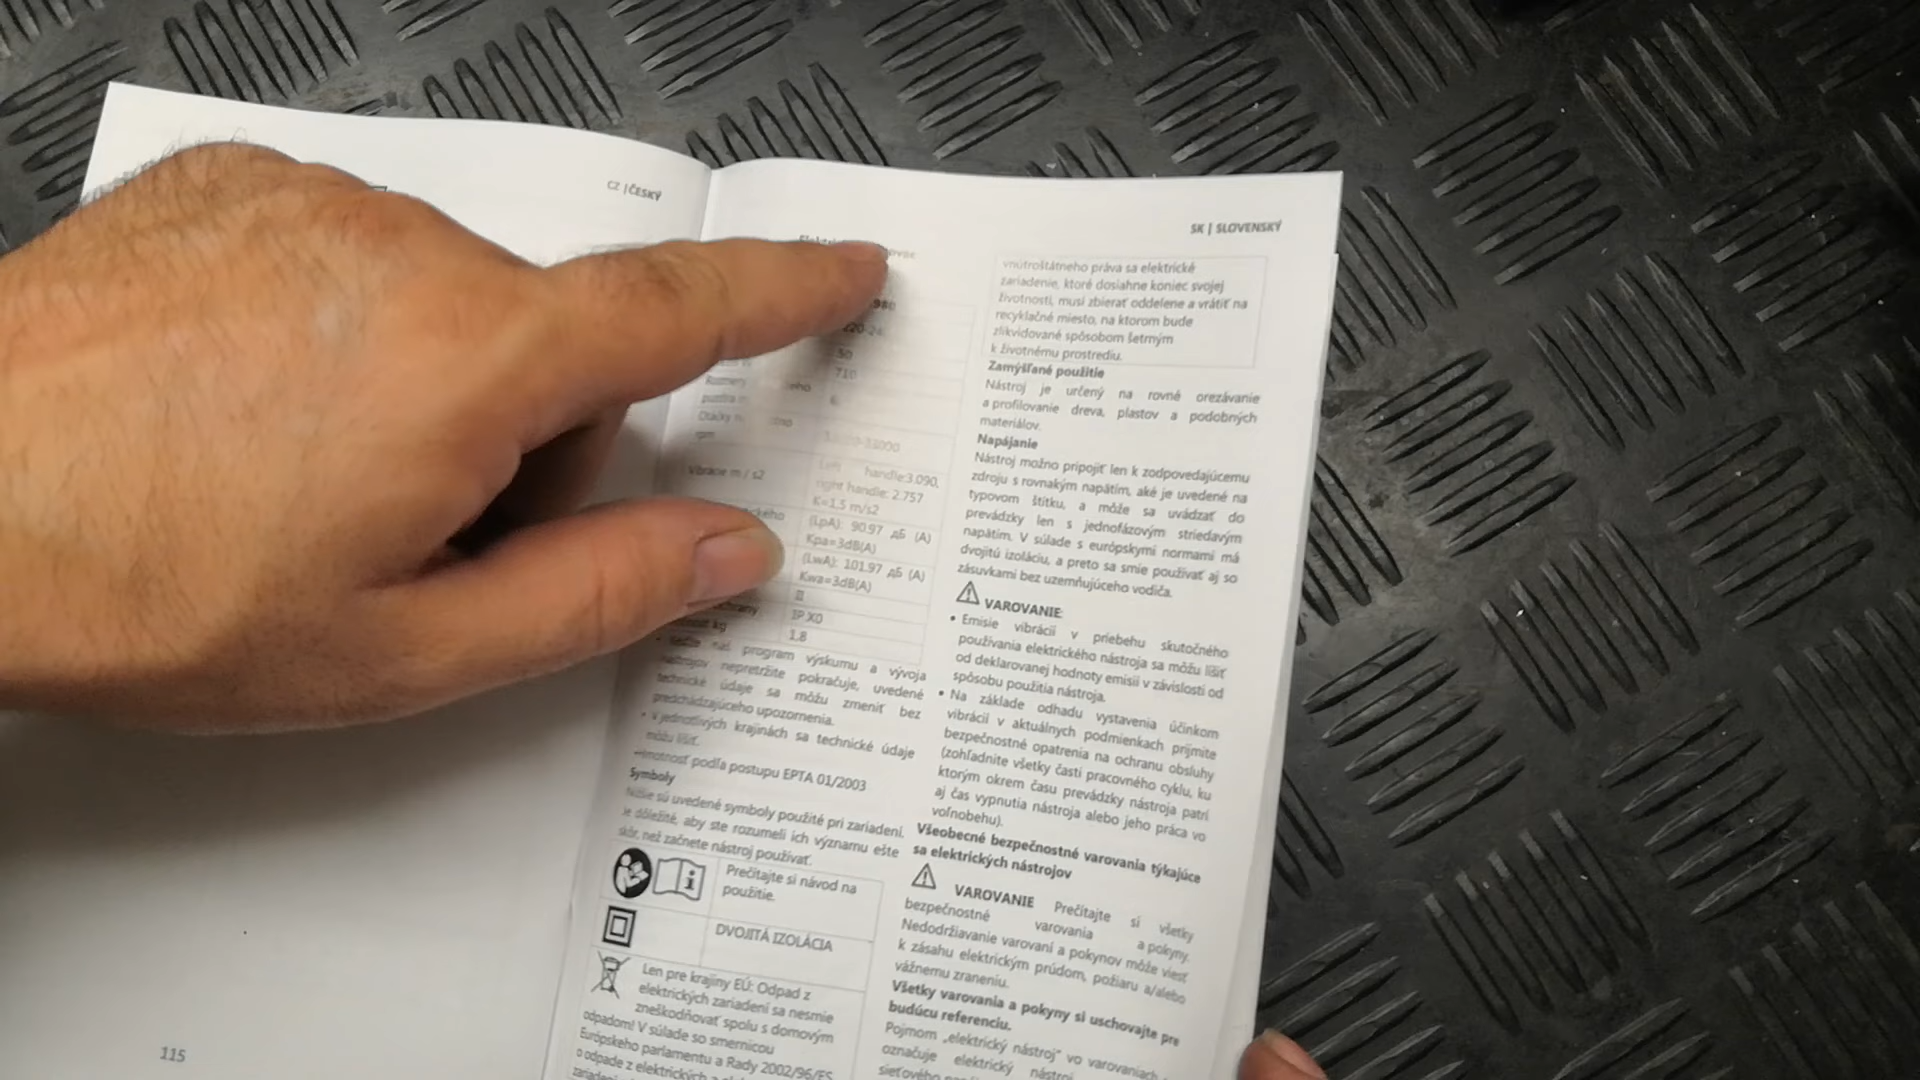 CZ | ČESKÝ
115
SK | SLOVENSKÝ
980
220-24
50
710
6
Otáčky
rpm
Vibrácie m / s2
Left handle:3.090,
right handle: 2.757
K=1.5 m/s2
(LpA): 90.97 дБ (A)
Kpa=3dB(A)
(LwA): 101.97 дБ (A)
Kwa=3dB(A)
II
IP X0
kg
1.8
náš program výskumu a vývoja
nástrojov nepretržite pokračuje, uvedené
technické údaje sa môžu zmeniť bez
predchádzajúceho upozornenia.
• V jednotlivých krajinách sa technické údaje
môžu líšiť.
•Hmotnosť podľa postupu EPTA 01/2003
Symboly
Nižšie sú uvedené symboly použité pri zariadení.
Je dôležité, aby ste rozumeli ich významu ešte
skôr, než začnete nástroj používať.
Prečítajte si návod na
použitie.
DVOJITÁ IZOLÁCIA
Len pre krajiny EÚ: Odpad z
elektrických zariadení sa nesmie
zneškodňovať spolu s domovým
odpadom! V súlade so smernicou
Európskeho parlamentu a Rady 2002/96/ES
o odpade z elektrických a
vnútroštátneho práva sa elektrické
zariadenie, ktoré dosiahne koniec svojej
životnosti, musí zbierať oddelene a vrátiť na
recyklačné miesto, na ktorom bude
zlikvidované spôsobom šetrným
k životnému prostrediu.
Zamýšľané použitie
Nástroj je určený na rovné orezávanie
a profilovanie dreva, plastov a podobných
materiálov.
Napájanie
Nástroj možno pripojiť len k zodpovedajúcemu
zdroju s rovnakým napätím, aké je uvedené na
typovom štítku, a môže sa uvádzať do
prevádzky len s jednofázovým striedavým
napätím. V súlade s európskymi normami má
dvojitú izoláciu, a preto sa smie používať aj so
zásuvkami bez uzemňujúceho vodiča.
VAROVANIE:
• Emisie vibrácií v priebehu skutočného
používania elektrického nástroja sa môžu líšiť
od deklarovanej hodnoty emisií v závislosti od
spôsobu použitia nástroja.
• Na základe odhadu vystavenia účinkom
vibrácií v aktuálnych podmienkach prijmite
bezpečnostné opatrenia na ochranu obsluhy
(zohľadnite všetky časti pracovného cyklu, ku
ktorým okrem času prevádzky nástroja patrí
aj čas vypnutia nástroja alebo jeho práca vo
voľnobehu).
Všeobecné bezpečnostné varovania týkajúce
sa elektrických nástrojov
VAROVANIE Prečítajte si všetky
bezpečnostné varovania a pokyny.
Nedodržiavanie varovaní a pokynov môže viesť
k zásahu elektrickým prúdom, požiaru a/alebo
vážnemu zraneniu.
Všetky varovania a pokyny si uschovajte pre
budúcu referenciu.
Pojmom „elektrický nástroj" vo varovaniach
označuje elektrický
sieťového